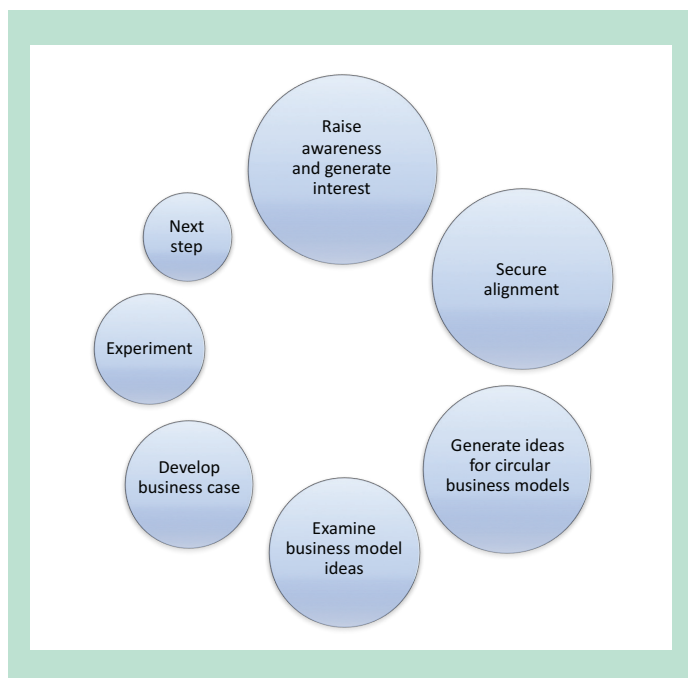 Raise
awareness
and generate
interest
Secure
alignment
Generate ideas
for circular
business models
Examine
business model
ideas
Develop
business case
Experiment
Next
step